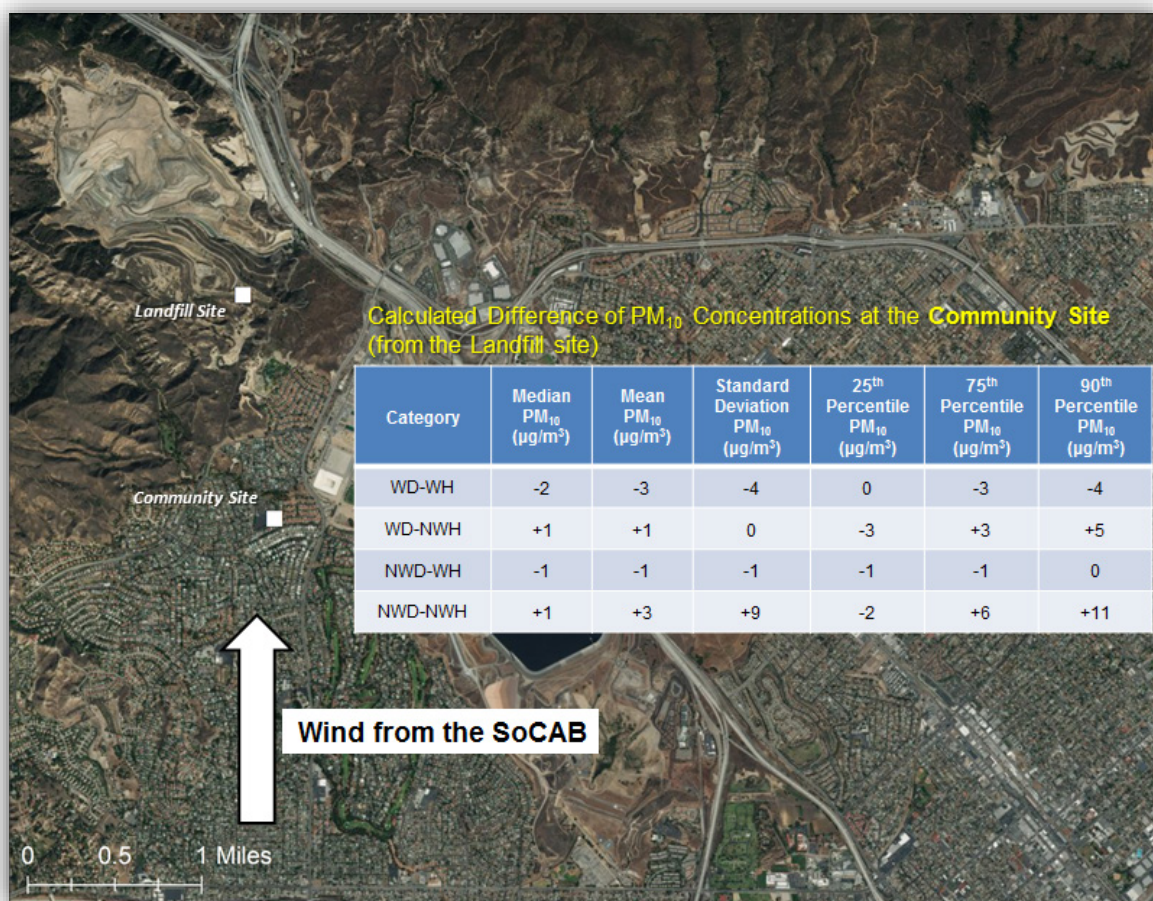 Landfill Site
Calculated Difference of PM10 Concentrations at the Community Site
(from the Landfill site)
Category
Median
PM10
(µg/m³)
Mean
PM10
(µg/m³)
Standard
Deviation
PM10
(µg/m³)
25th
Percentile
PM10
(µg/m³)
75th
Percentile
PM10
(µg/m³)
90th
Percentile
PM10
(µg/m³)
WD-WH -2 -3 -4 0 -3 -4
Community Site
WD-NWH +1 +1 0 -3 +3 +5
NWD-WH -1 -1 -1 -1 -1 0
NWD-NWH +1 +3 +9 -2 +6 +11
Wind from the SoCAB
0 0.5 1 Miles